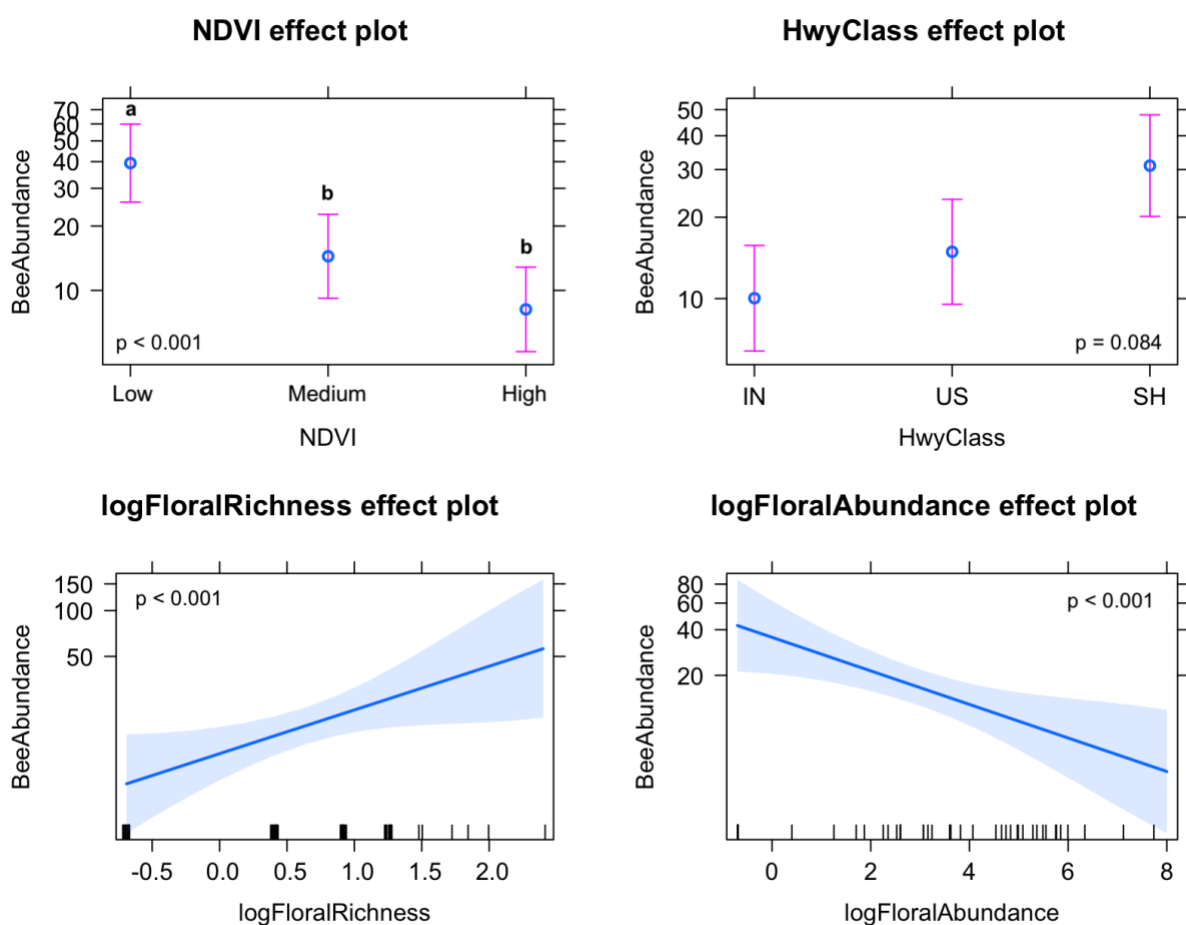 NDVI effect plot
BeeAbundance
70
60
50
40
30
20
10
a
b
b
p < 0.001
Low Medium High
NDVI
HwyClass effect plot
BeeAbundance
50
40
30
20
10
p = 0.084
IN US SH
HwyClass
logFloralRichness effect plot
BeeAbundance
150
100
50
p < 0.001
-0.5 0.0 0.5 1.0 1.5 2.0
logFloralRichness
logFloralAbundance effect plot
BeeAbundance
80
60
40
20
p < 0.001
0 2 4 6 8
logFloralAbundance